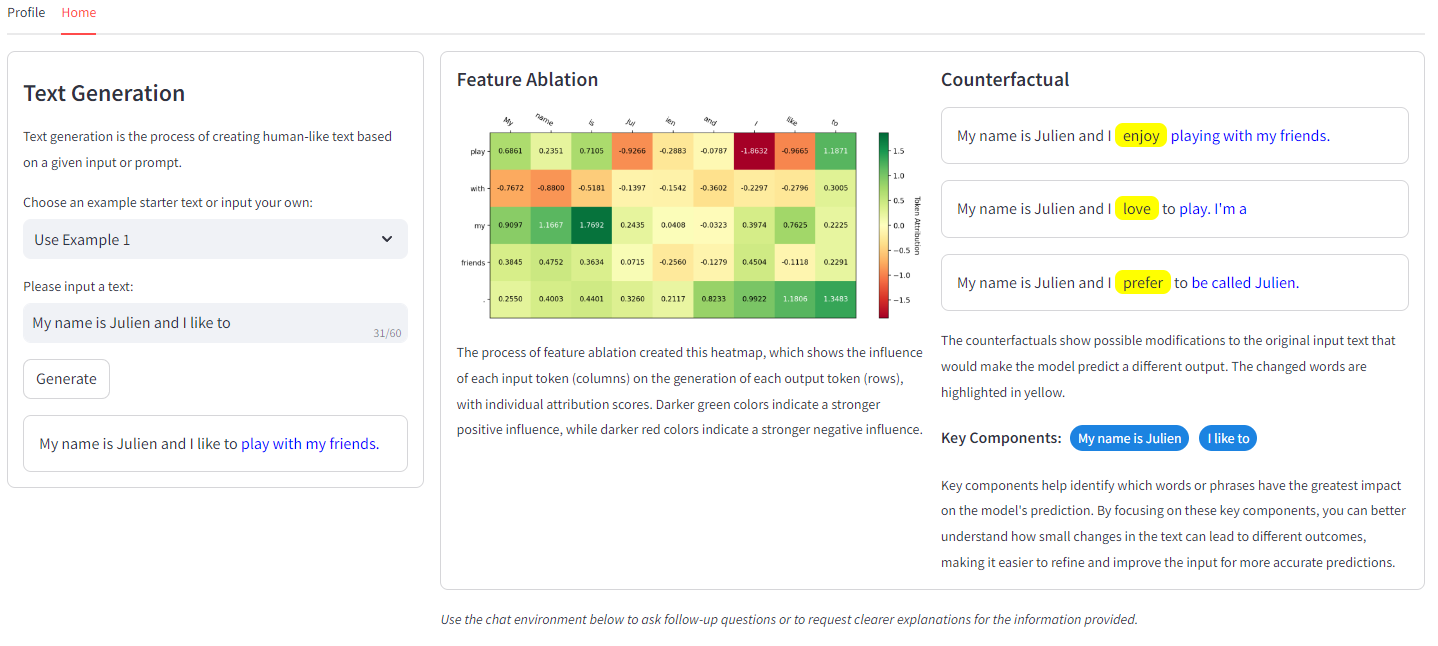 Profile Home
Text Generation
Text generation is the process of creating human-like text based
on a given input or prompt.
Choose an example starter text or input your own:
Use Example 1
Please input a text:
My name is Julien and I like to
31/60
Generate
My name is Julien and I like to play with my friends.
Feature Ablation
My name is Jul ien and I like to
play 0.6861 0.2351 0.7105 -0.9266 -0.2883 -0.0787 -1.8632 -0.9665 1.1871
with -0.7672 -0.8800 -0.5181 -0.1397 -0.1542 -0.3602 -0.2297 -0.2796 0.3005
my 0.9097 1.1667 1.7692 0.2435 0.0408 -0.0323 0.3974 0.7625 0.2225
friends 0.3845 0.4752 0.3634 0.0715 -0.2560 -0.1279 0.4504 -0.1118 0.2291
. 0.2550 0.4003 0.4401 0.3260 0.2117 0.8233 0.9922 1.1806 1.3483
1.5
1.0
0.5
0.0
−0.5
−1.0
−1.5
Token Attribution
The process of feature ablation created this heatmap, which shows the influence
of each input token (columns) on the generation of each output token (rows),
with individual attribution scores. Darker green colors indicate a stronger
positive influence, while darker red colors indicate a stronger negative influence.
Counterfactual
My name is Julien and I enjoy playing with my friends.
My name is Julien and I love to play. I'm a
My name is Julien and I prefer to be called Julien.
The counterfactuals show possible modifications to the original input text that
would make the model predict a different output. The changed words are
highlighted in yellow.
Key Components: My name is Julien I like to
Key components help identify which words or phrases have the greatest impact
on the model's prediction. By focusing on these key components, you can better
understand how small changes in the text can lead to different outcomes,
making it easier to refine and improve the input for more accurate predictions.
Use the chat environment below to ask follow-up questions or to request clearer explanations for the information provided.